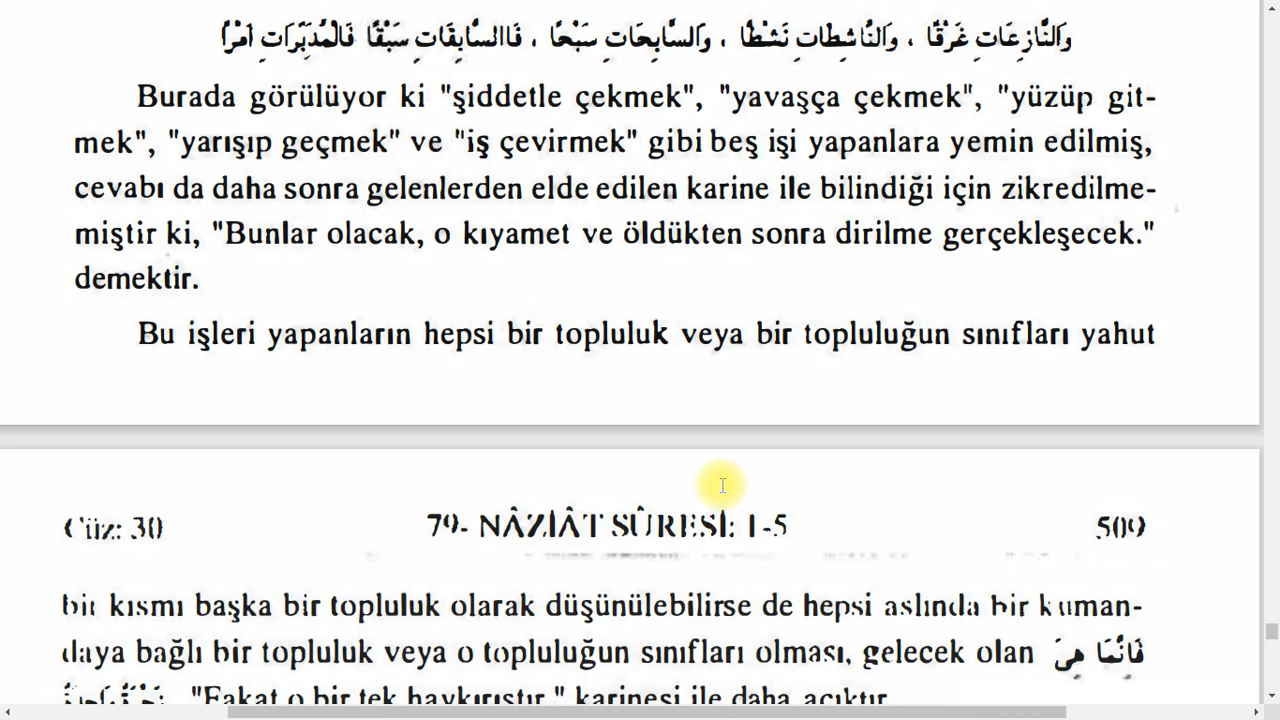 وَالنَّازِعَاتِ غَرْقًا ، وَالنَّاشِطَاتِ نَشْطًا ، وَالسَّابِحَاتِ سَبْحًا ، فَاالسَّابِقَاتِ سَبْقًا فَالْمُدَبِّرَاتِ اَمْرًا
Burada görülüyor ki "şiddetle çekmek", "yavaşça çekmek", "yüzüp git-
mek", "yarışıp geçmek" ve "iş çevirmek" gibi beş işi yapanlara yemin edilmiş,
cevabı da daha sonra gelenlerden elde edilen karine ile bilindiği için zikredilme-
miştir ki, "Bunlar olacak, o kıyamet ve öldükten sonra dirilme gerçekleşecek."
demektir.
Bu işleri yapanların hepsi bir topluluk veya bir topluluğun sınıfları yahut
Cüz: 30 79- NÂZİÂT SÛRESİ: 1-5 509
bir kısmı başka bir topluluk olarak düşünülebilirse de hepsi aslında bir kuman-
daya bağlı bir topluluk veya o topluluğun sınıfları olması, gelecek olan فَاِنَّمَا هِىَ
"Fakat o bir tek haykırıştır." karinesi ile daha açıktır.